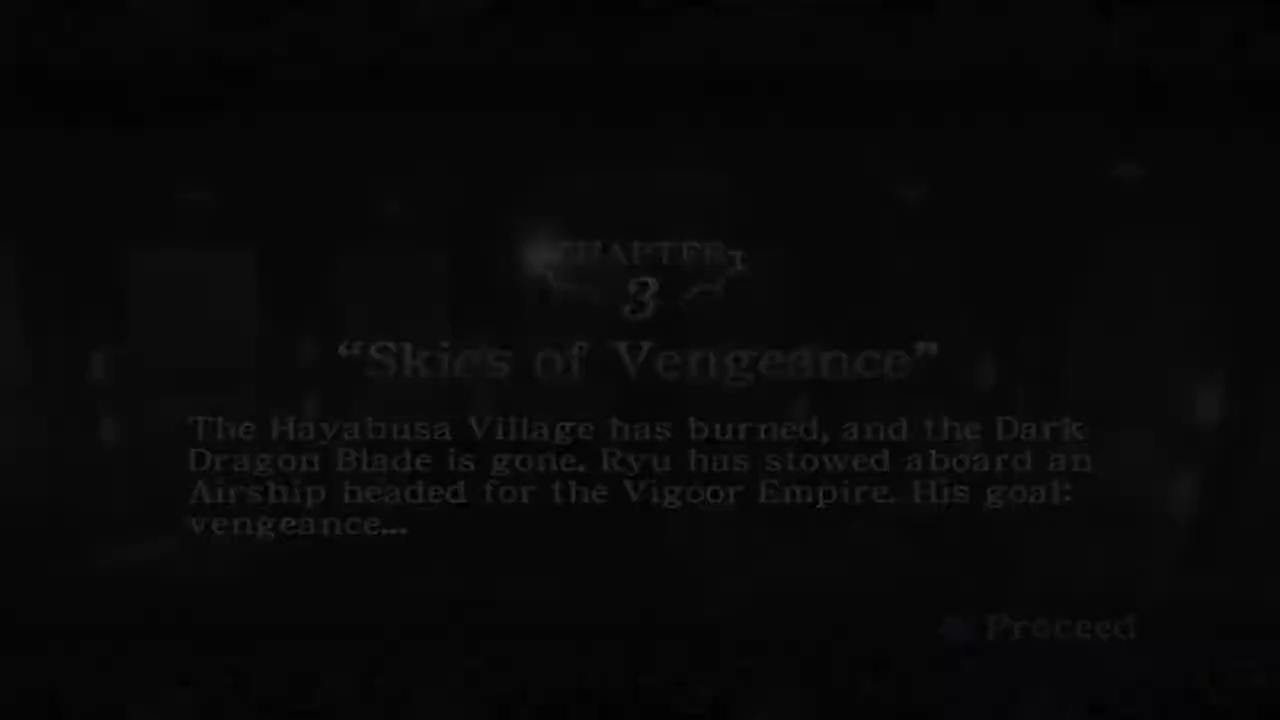 CHAPTER
3
“Skies of Vengeance”
The Hayabusa Village has burned, and the Dark
Dragon Blade is gone. Ryu has stowed aboard an
Airship headed for the Vigoor Empire. His goal:
vengeance...
Proceed